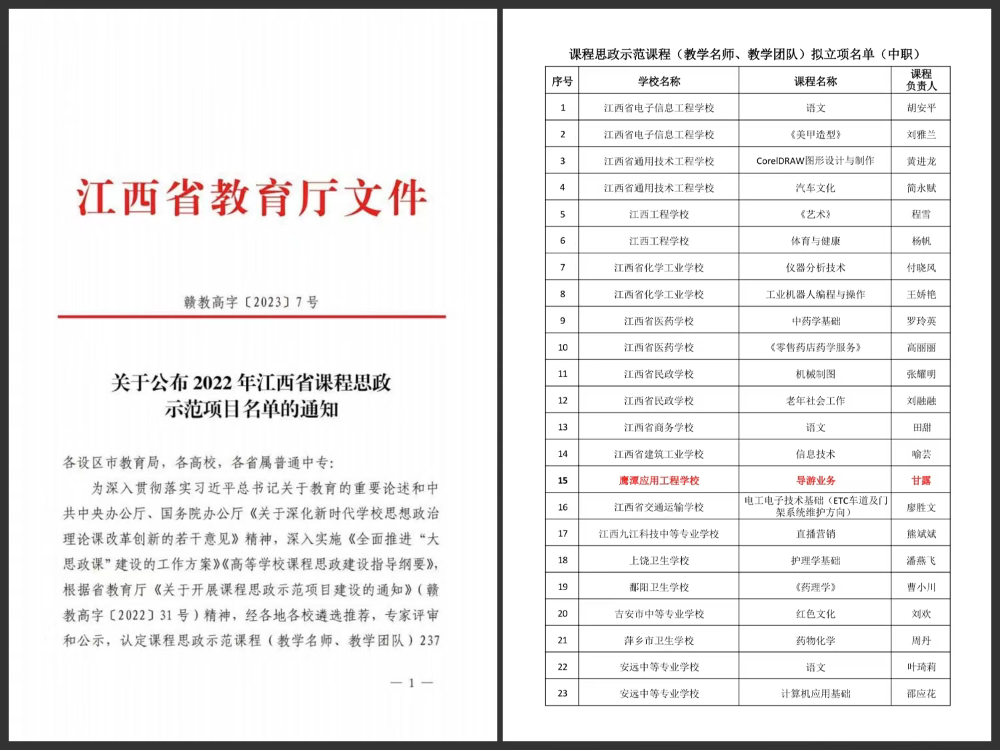 江西省教育厅文件
赣教高字〔2023〕7 号
关于公布 2022 年江西省课程思政
示范项目名单的通知
各设区市教育局，各高校，各省属普通中专：
为深入贯彻落实习近平总书记关于教育的重要论述和中
共中央办公厅、国务院办公厅《关于深化新时代学校思想政治
理论课改革创新的若干意见》精神，深入实施《全面推进“大
思政课”建设的工作方案》《高等学校课程思政建设指导纲要》，
根据省教育厅《关于开展课程思政示范项目建设的通知》（赣
教高字〔2022〕31 号）精神，经各地各校遴选推荐，专家评审
和公示，认定课程思政示范课程（教学名师、教学团队）237
— 1 —
课程思政示范课程（教学名师、教学团队）拟立项名单（中职）
序号 学校名称 课程名称 课程
负责人
1 江西省电子信息工程学校 语文 胡安平
2 江西省电子信息工程学校 《美甲造型》 刘雅兰
3 江西省通用技术工程学校 CorelDRAW图形设计与制作 黄进龙
4 江西省通用技术工程学校 汽车文化 简永赋
5 江西工程学校 《艺术》 程雪
6 江西工程学校 体育与健康 杨帆
7 江西省化学工业学校 仪器分析技术 付晓风
8 江西省化学工业学校 工业机器人编程与操作 王娇艳
9 江西省医药学校 中药学基础 罗玲英
10 江西省医药学校 《零售药店药学服务》 高丽丽
11 江西省民政学校 机械制图 张耀明
12 江西省民政学校 老年社会工作 刘融融
13 江西省商务学校 语文 田甜
14 江西省建筑工业学校 信息技术 喻芸
15 鹰潭应用工程学校 导游业务 甘露
16 江西省交通运输学校 电工电子技术基础（ETC车道及门
架系统维护方向） 廖胜文
17 江西九江科技中等专业学校 直播营销 熊斌斌
18 上饶卫生学校 护理学基础 潘燕飞
19 鄱阳卫生学校 《药理学》 曹小川
20 吉安市中等专业学校 红色文化 刘欢
21 萍乡市卫生学校 药物化学 周丹
22 安远中等专业学校 语文 叶琦莉
23 安远中等专业学校 计算机应用基础 邵应花